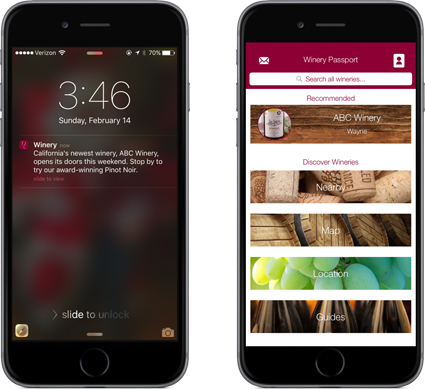 Verizon 70%
3:46
Sunday, February 14
Winery now
California's newest winery, ABC Winery,
opens its doors this weekend. Stop by to
try our award-winning Pinot Noir.
slide to view
slide to unlock
Winery Passport
Search all wineries...
Recommended
ABC Winery
Wayne
Discover Wineries
Nearby
Map
Location
Guides